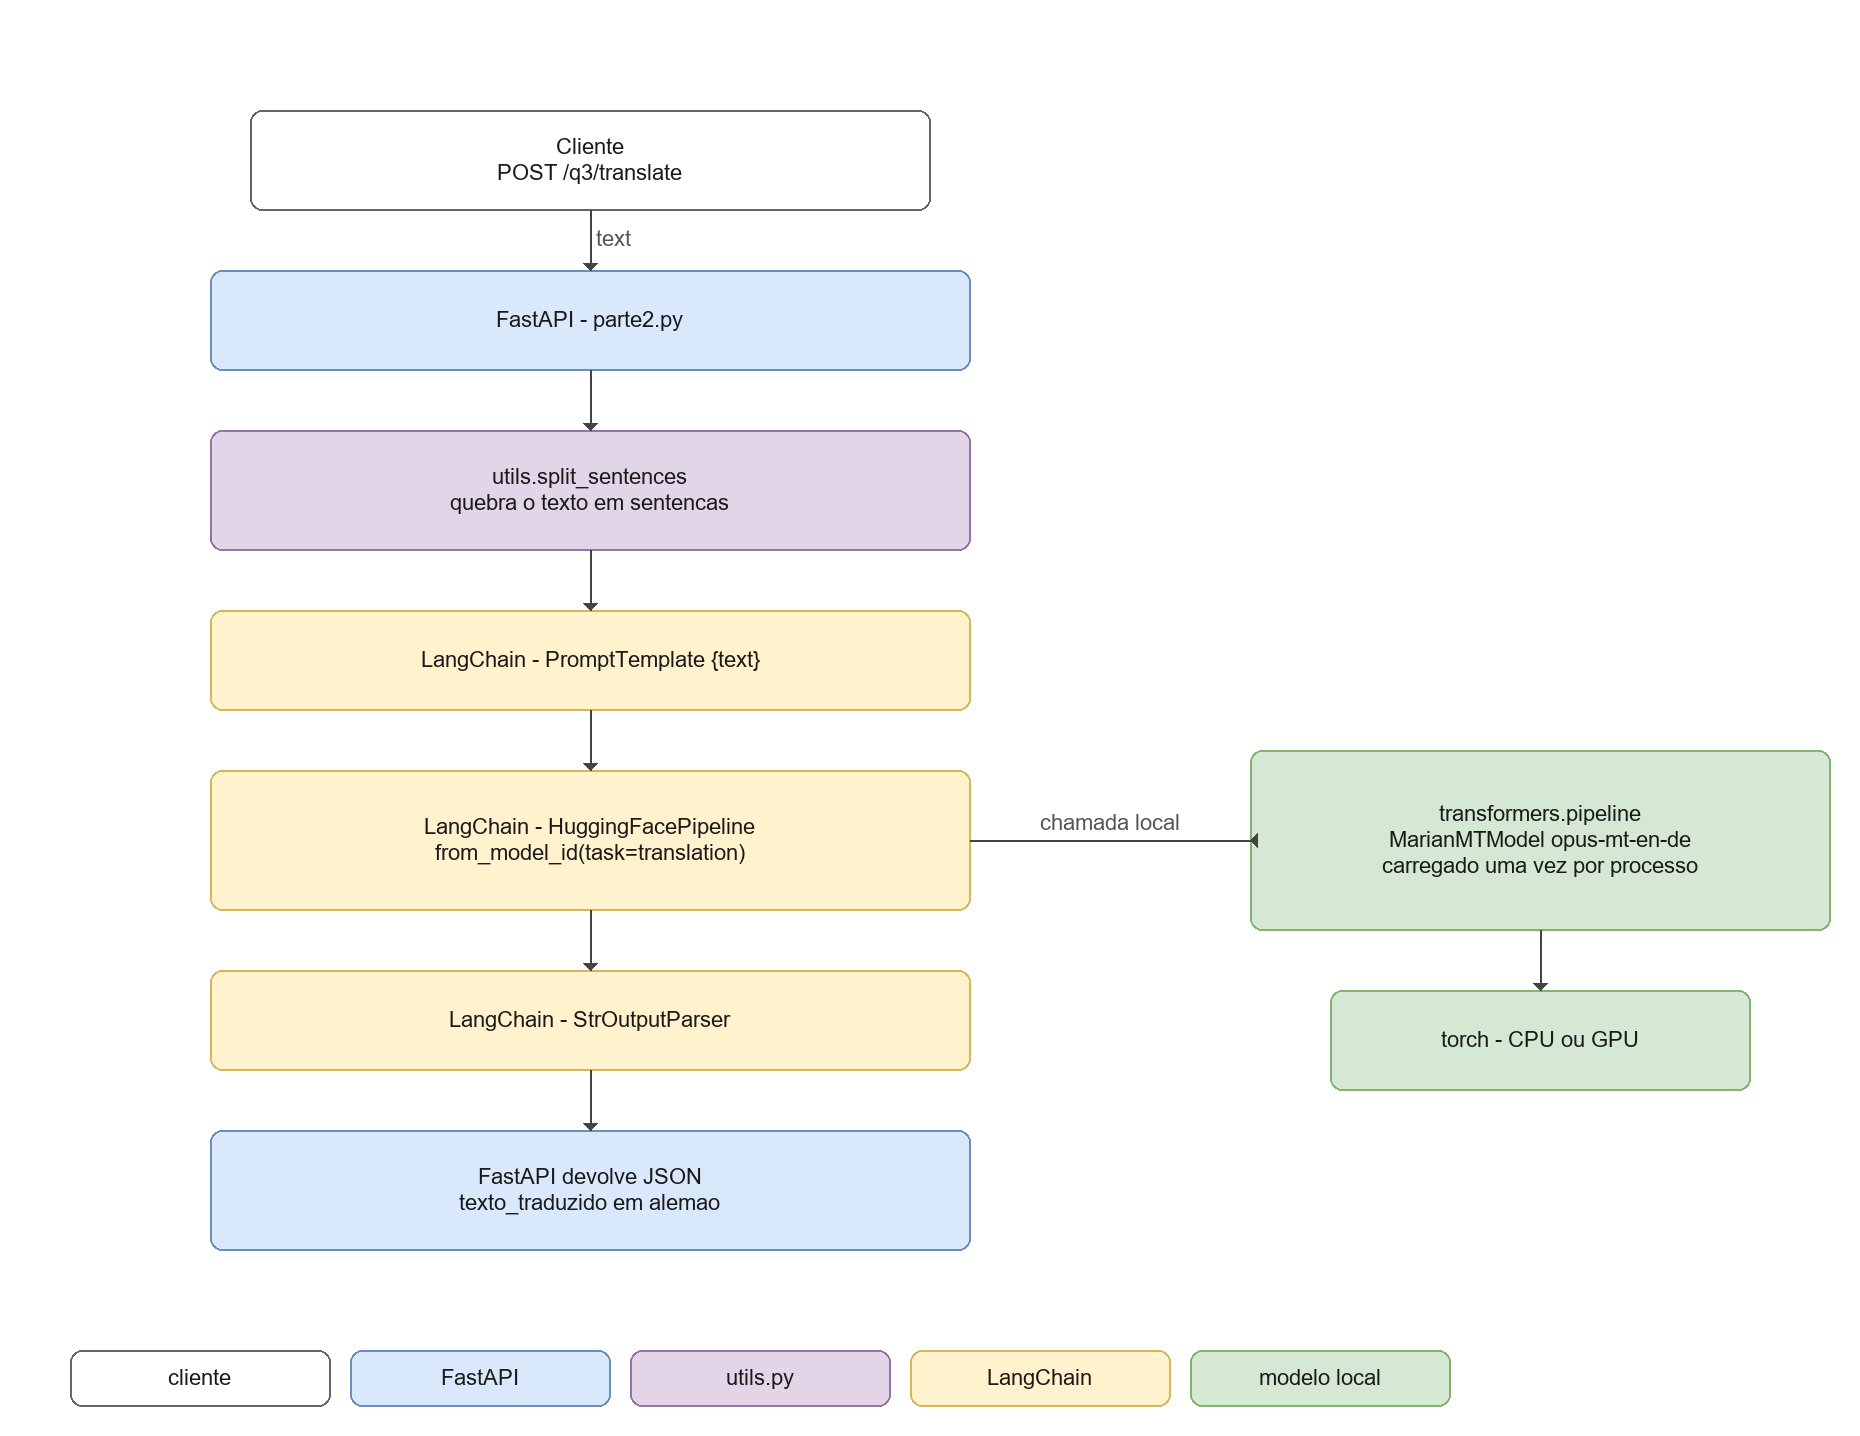 Cliente
POST /q3/translate
text
FastAPI - parte2.py
utils.split_sentences
quebra o texto em sentencas
LangChain - PromptTemplate {text}
LangChain - HuggingFacePipeline
from_model_id(task=translation)
chamada local
transformers.pipeline
MarianMTModel opus-mt-en-de
carregado uma vez por processo
LangChain - StrOutputParser
torch - CPU ou GPU
FastAPI devolve JSON
texto_traduzido em alemao
cliente
FastAPI
utils.py
LangChain
modelo local